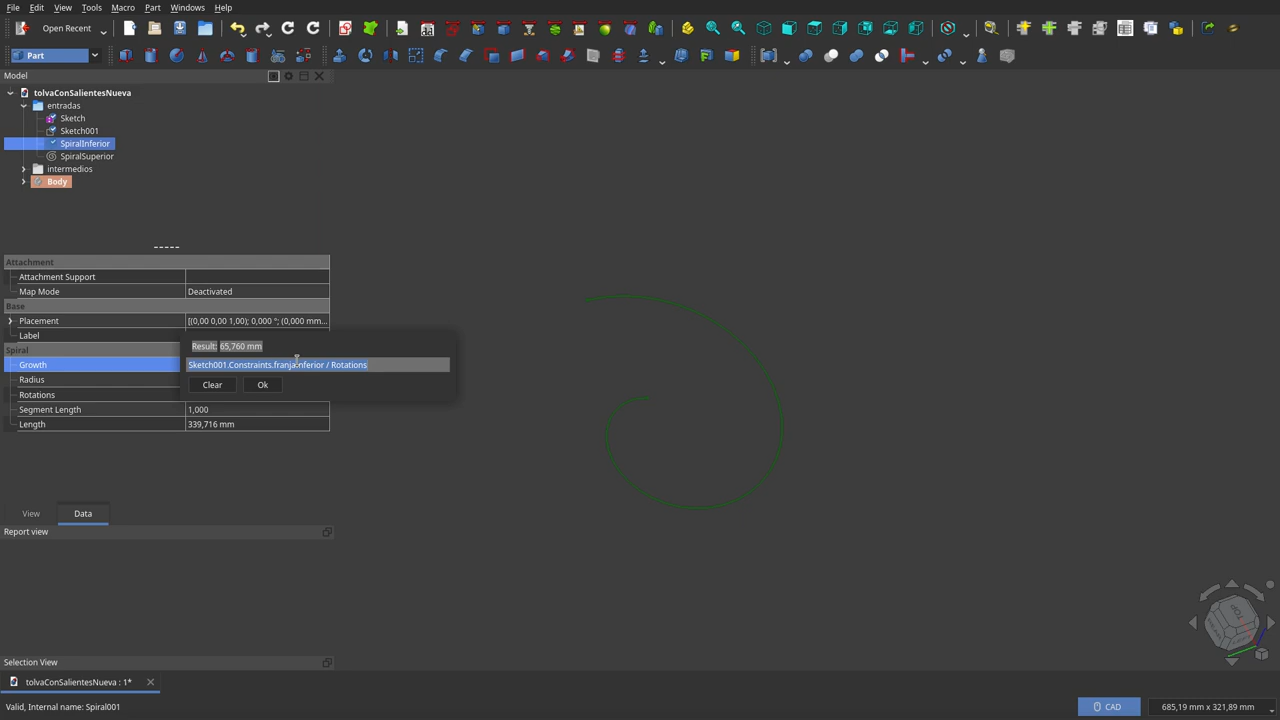 File Edit View Tools Macro Part Windows Help
Open Recent
Part
Model
tolvaConSalientesNueva
entradas
Sketch
Sketch001
SpiralInferior
SpiralSuperior
intermedios
Body
Attachment
Attachment Support
Map Mode Deactivated
Base
Placement [(0,00 0,00 1,00); 0,000 °; (0,000 mm...
Label
Spiral
Result: 65,760 mm
Growth
Sketch001.Constraints.franjaInferior / Rotations
Radius
Clear Ok
Rotations
Segment Length 1,000
Length 339,716 mm
View Data
Report view
TOP
Selection View
tolvaConSalientesNueva : 1*
Valid, Internal name: Spiral001
CAD
685,19 mm x 321,89 mm